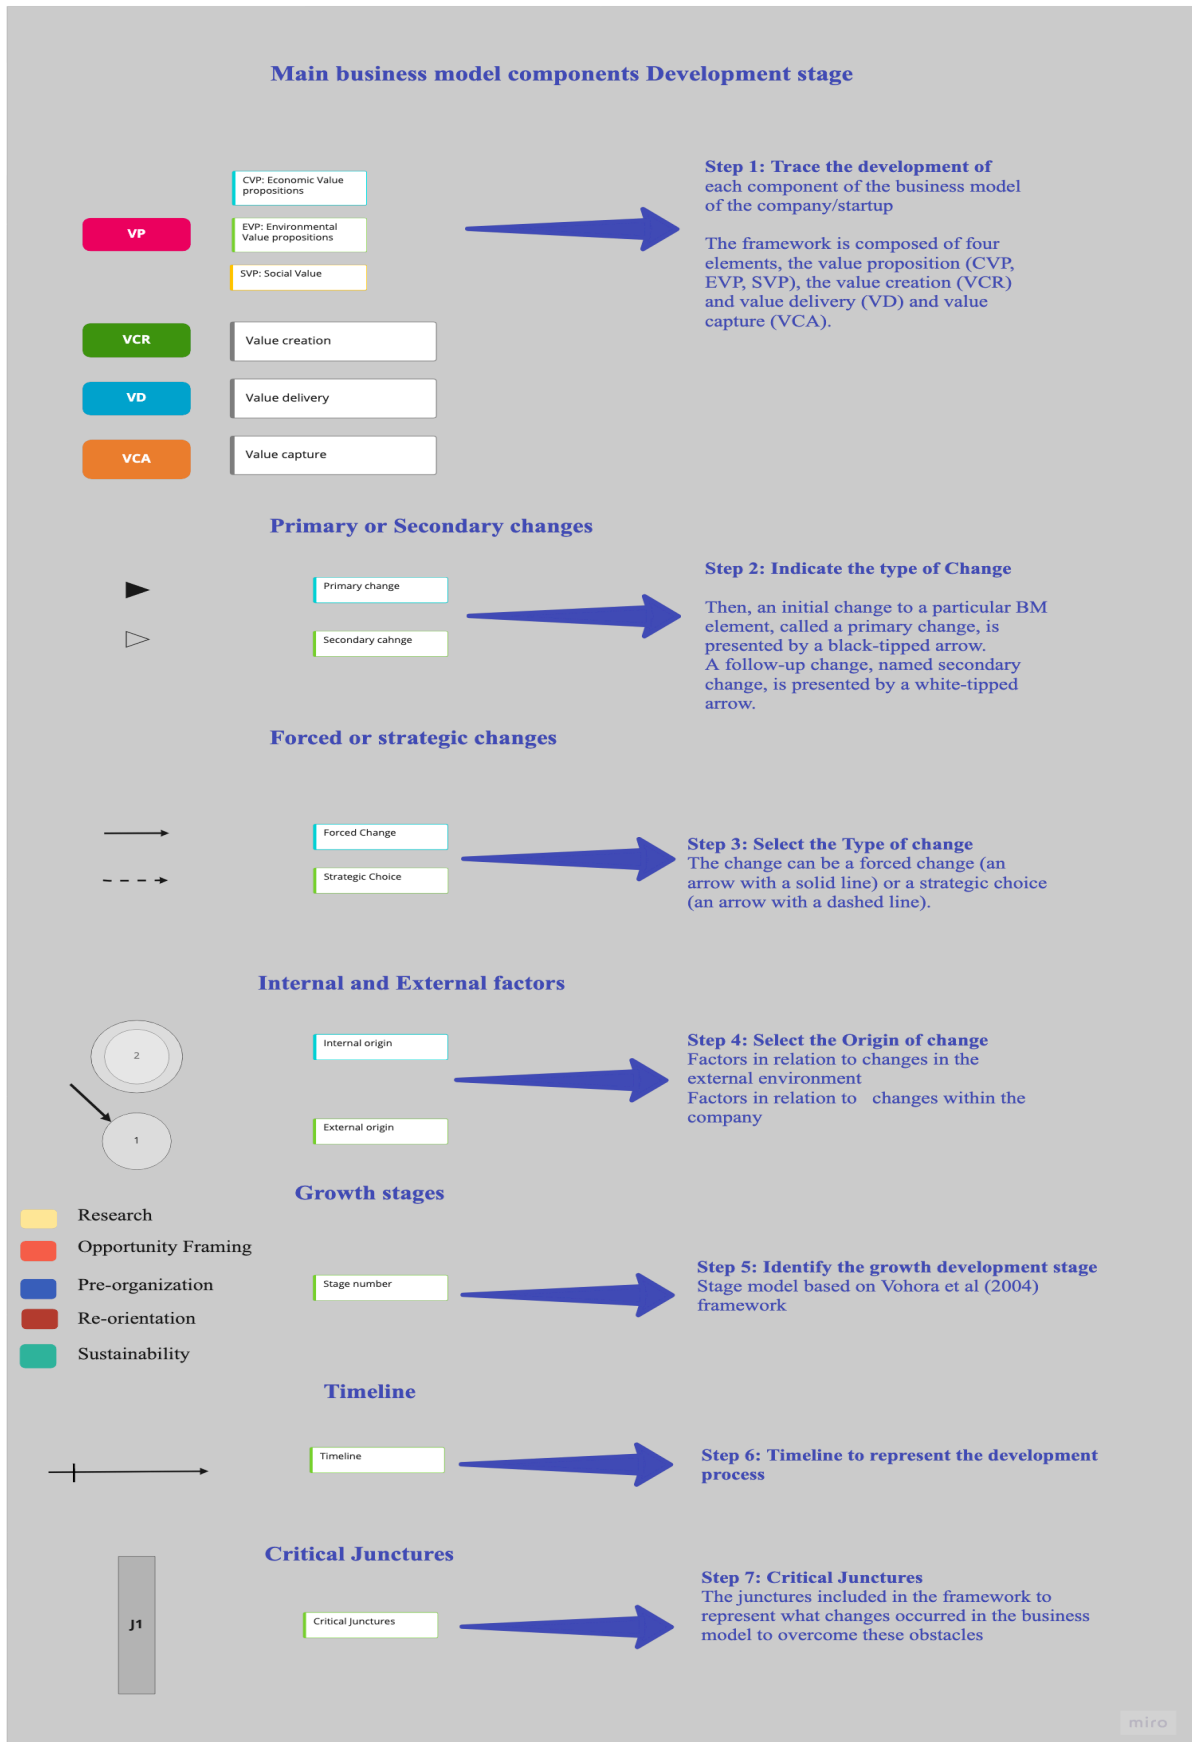 Main business model components Development stage
CVP: Economic Value
propositions
VP
EVP: Environmental
Value propositions
SVP: Social Value
Step 1: Trace the development of
each component of the business model
of the company/startup
The framework is composed of four
elements, the value proposition (CVP,
EVP, SVP), the value creation (VCR)
and value delivery (VD) and value
capture (VCA).
VCR
Value creation
VD
Value delivery
VCA
Value capture
Primary or Secondary changes
Primary change
Secondary cahnge
Step 2: Indicate the type of Change
Then, an initial change to a particular BM
element, called a primary change, is
presented by a black-tipped arrow.
A follow-up change, named secondary
change, is presented by a white-tipped
arrow.
Forced or strategic changes
Forced Change
Strategic Choice
Step 3: Select the Type of change
The change can be a forced change (an
arrow with a solid line) or a strategic choice
(an arrow with a dashed line).
Internal and External factors
2
Internal origin
1
External origin
Step 4: Select the Origin of change
Factors in relation to changes in the
external environment
Factors in relation to changes within the
company
Growth stages
Research
Opportunity Framing
Pre-organization
Re-orientation
Sustainability
Stage number
Step 5: Identify the growth development stage
Stage model based on Vohora et al (2004)
framework
Timeline
Timeline
Step 6: Timeline to represent the development
process
Critical Junctures
J1
Critical Junctures
Step 7: Critical Junctures
The junctures included in the framework to
represent what changes occurred in the business
model to overcome these obstacles
miro